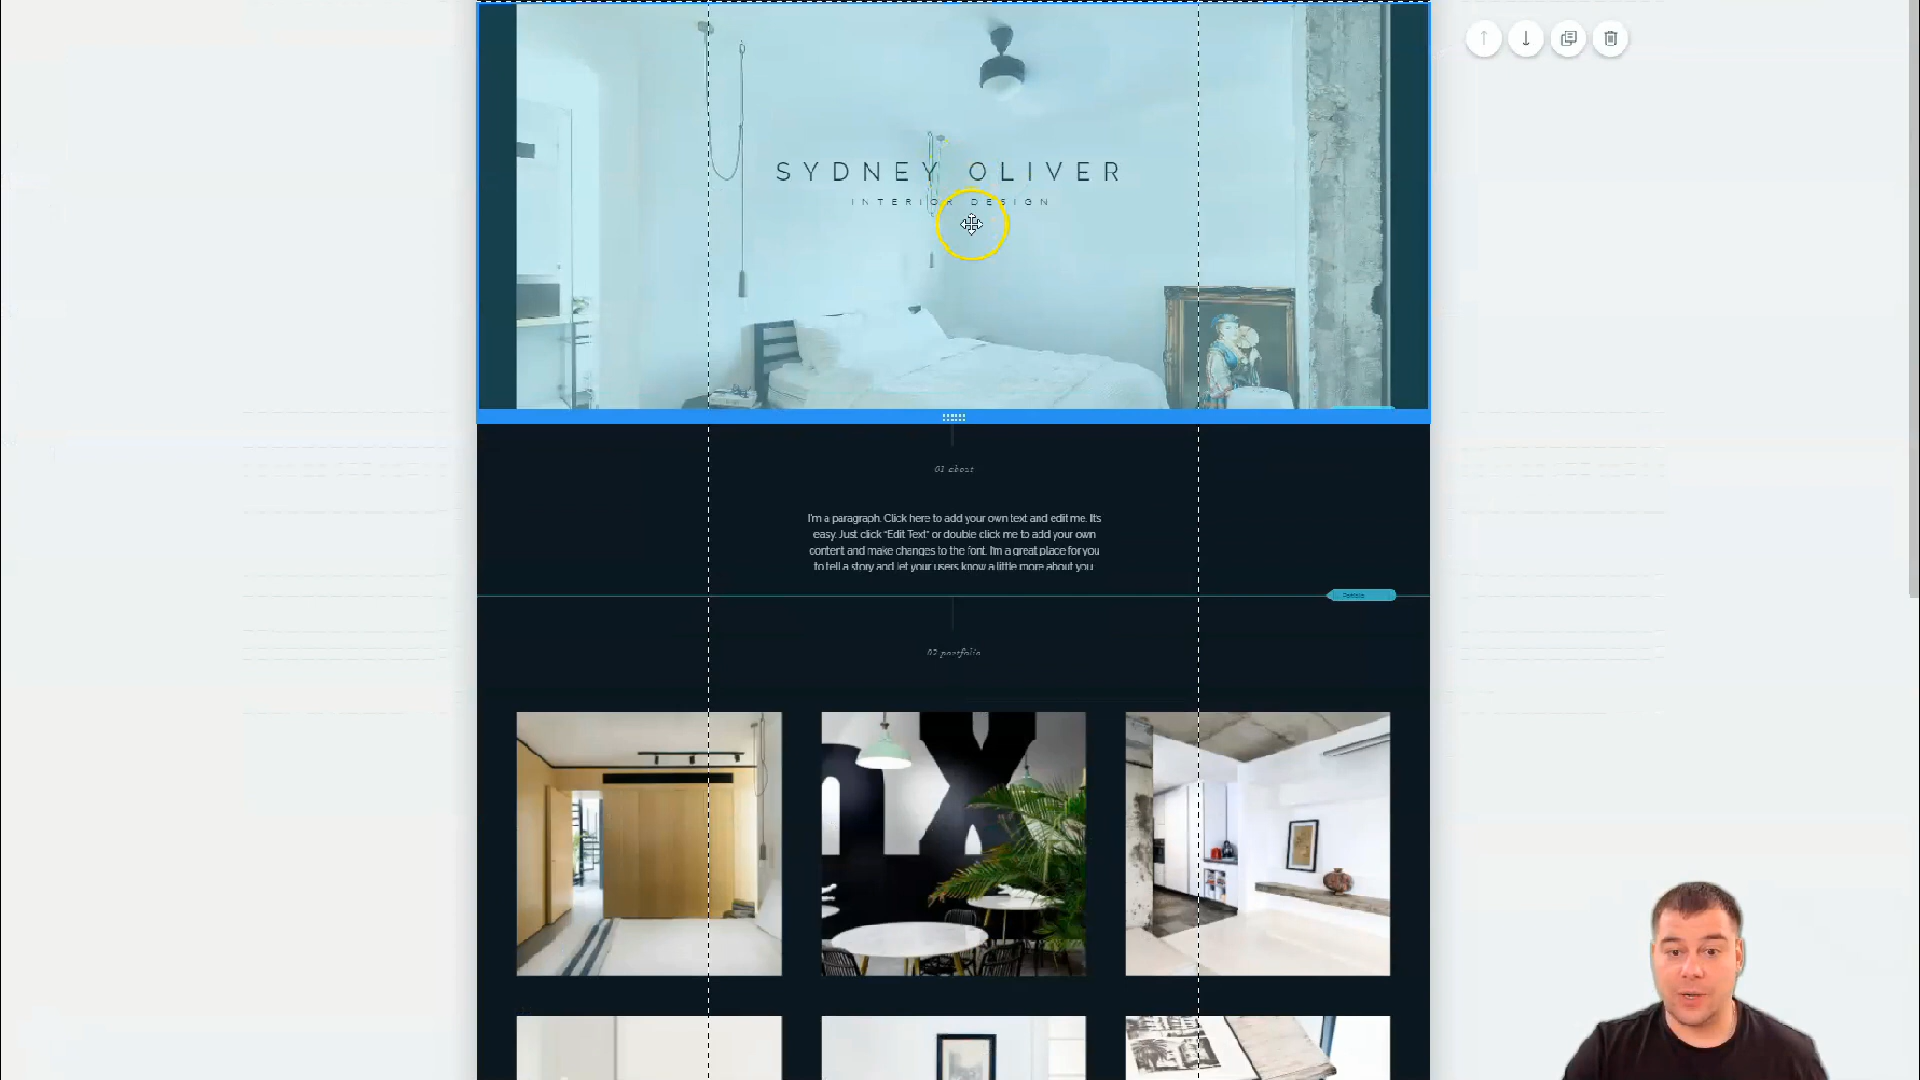 SYDNEY OLIVER
INTERIOR DESIGN
01 about
I'm a paragraph. Click here to add your own text and edit me. It's
easy. Just click "Edit Text" or double click me to add your own
content and make changes to the font. I'm a great place for you
to tell a story and let your users know a little more about you.
Portfolio
02 portfolio